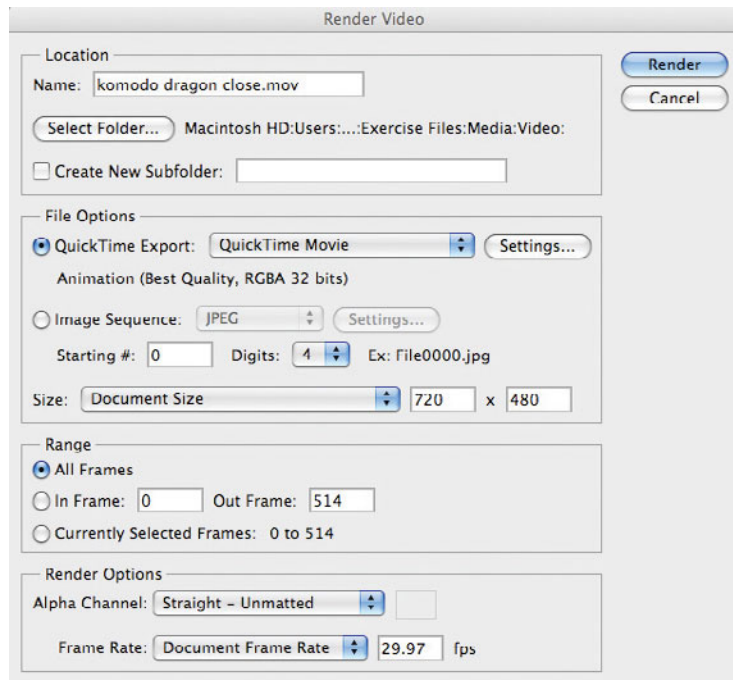 Render Video
Location
Name: komodo dragon close.mov
Select Folder... Macintosh HD:Users:...:Exercise Files:Media:Video:
Create New Subfolder:
Render
Cancel
File Options
QuickTime Export: QuickTime Movie Settings...
Animation (Best Quality, RGBA 32 bits)
Image Sequence: JPEG Settings...
Starting #: 0 Digits: 4 Ex: File0000.jpg
Size: Document Size 720 x 480
Range
All Frames
In Frame: 0 Out Frame: 514
Currently Selected Frames: 0 to 514
Render Options
Alpha Channel: Straight – Unmatted
Frame Rate: Document Frame Rate 29.97 fps